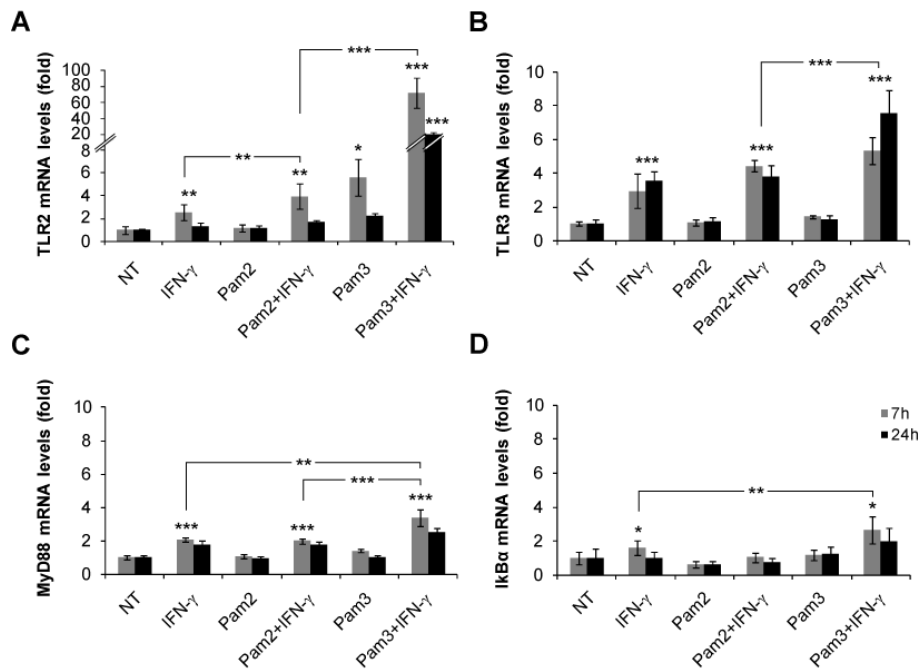 A
TLR2 mRNA levels (fold)
100
80
60
40
20
8
6
4
2
0
**
**
**
*
***
***
***
NT
IFN-γ
Pam2
Pam2+IFN-γ
Pam3
Pam3+IFN-γ
B
TLR3 mRNA levels (fold)
10
8
6
4
2
0
***
***
***
***
NT
IFN-γ
Pam2
Pam2+IFN-γ
Pam3
Pam3+IFN-γ
C
MyD88 mRNA levels (fold)
10
8
6
4
2
0
**
***
***
***
***
NT
IFN-γ
Pam2
Pam2+IFN-γ
Pam3
Pam3+IFN-γ
D
IkBα mRNA levels (fold)
10
8
6
4
2
0
7h
24h
**
*
*
NT
IFN-γ
Pam2
Pam2+IFN-γ
Pam3
Pam3+IFN-γ